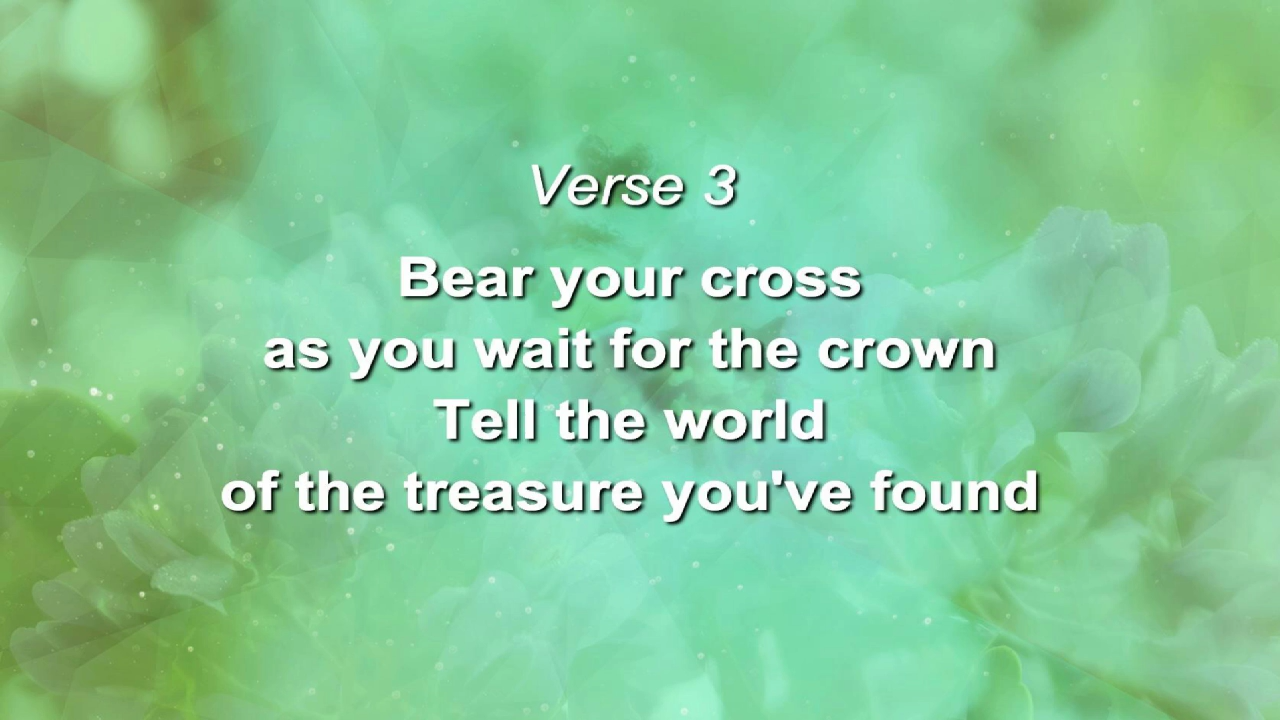 Verse 3
Bear your cross
as you wait for the crown
Tell the world
of the treasure you've found